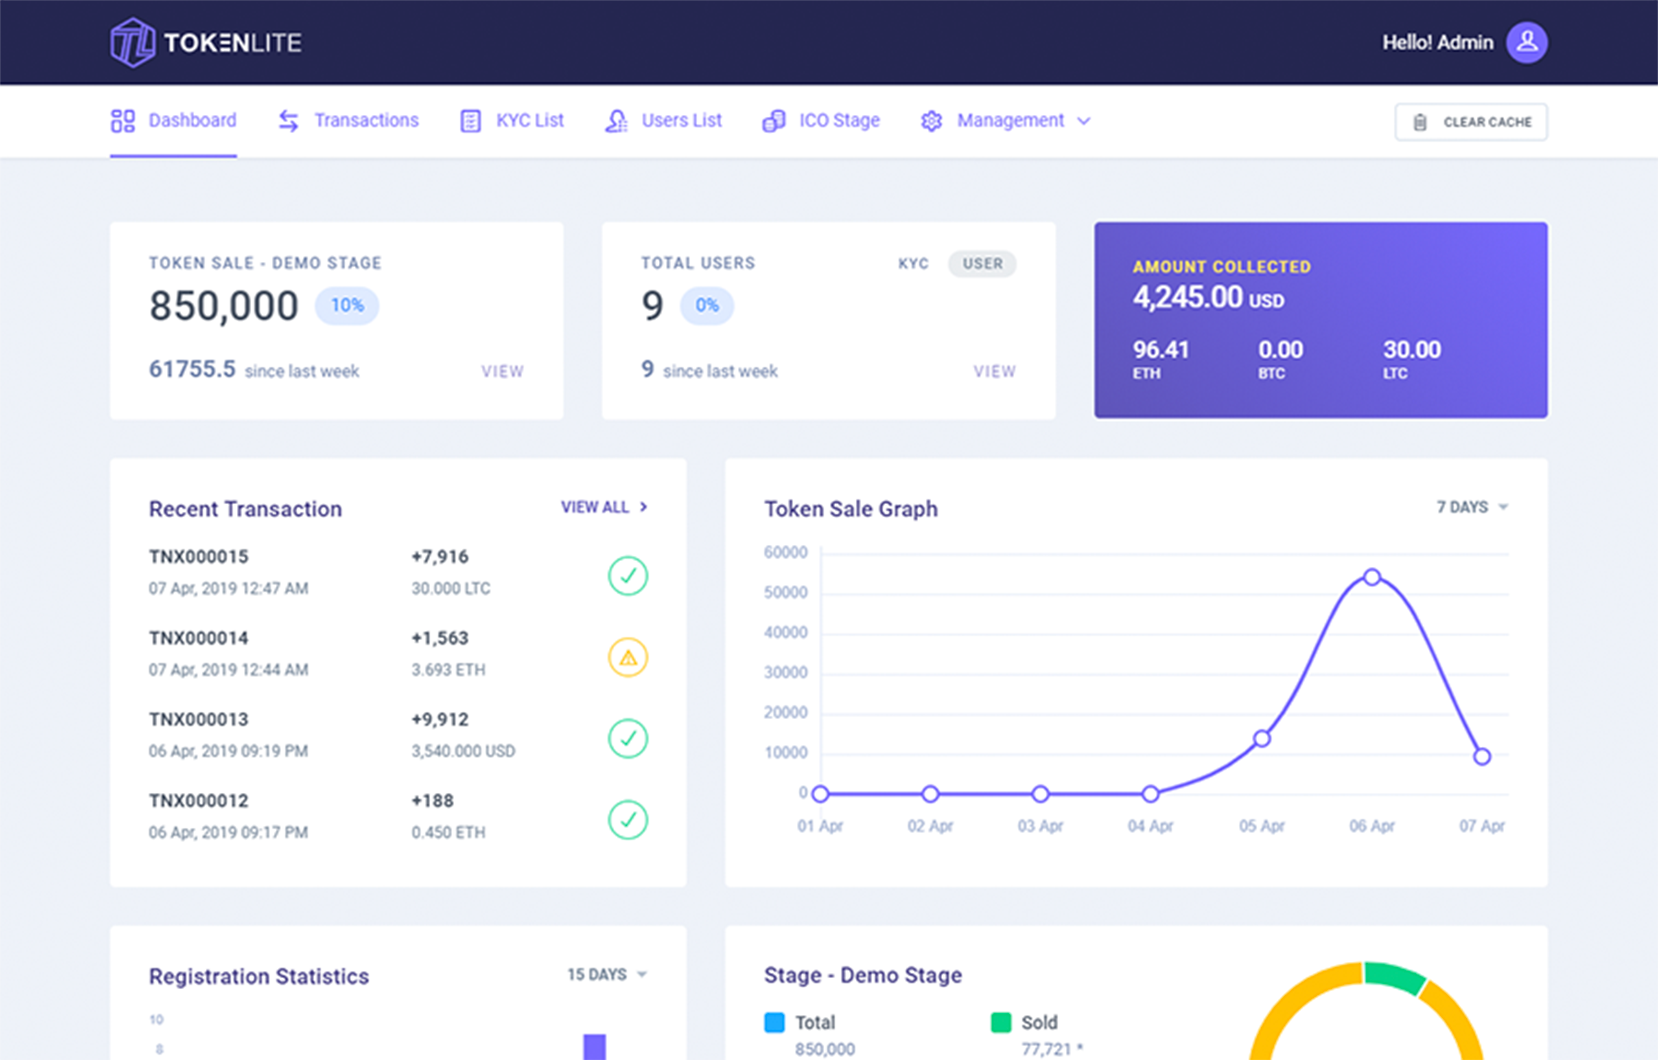 TOKENLITE
Hello! Admin
Dashboard
Transactions
KYC List
Users List
ICO Stage
Management
CLEAR CACHE
TOKEN SALE - DEMO STAGE
850,000 10%
61755.5 since last week
VIEW
TOTAL USERS
KYC USER
9 0%
9 since last week
VIEW
AMOUNT COLLECTED
4,245.00 USD
96.41 0.00 30.00
ETH BTC LTC
Recent Transaction
VIEW ALL
TNX000015 +7,916
07 Apr, 2019 12:47 AM 30.000 LTC
TNX000014 +1,563
07 Apr, 2019 12:44 AM 3.693 ETH
TNX000013 +9,912
06 Apr, 2019 09:19 PM 3,540.000 USD
TNX000012 +188
06 Apr, 2019 09:17 PM 0.450 ETH
Token Sale Graph
7 DAYS
60000
50000
40000
30000
20000
10000
0
01 Apr 02 Apr 03 Apr 04 Apr 05 Apr 06 Apr 07 Apr
Registration Statistics
15 DAYS
10
8
Stage - Demo Stage
Total Sold
850,000 77,721 *